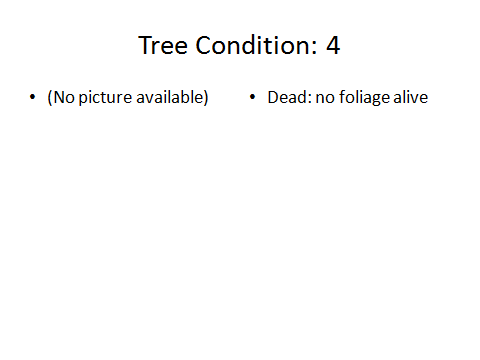 Tree Condition: 4
• (No picture available)
• Dead: no foliage alive